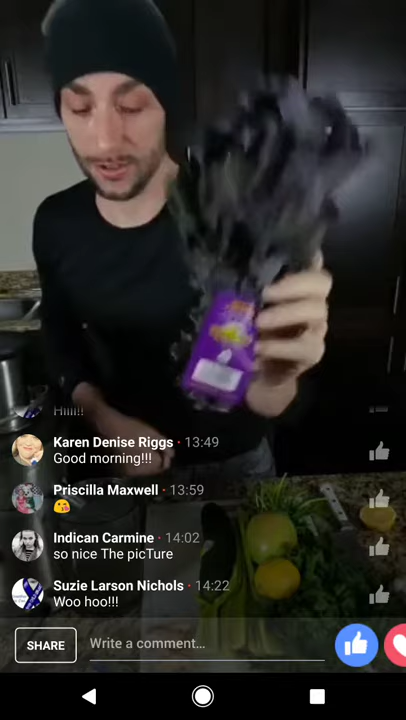 Hiiii!!
Karen Denise Riggs · 13:49
Good morning!!!
Priscilla Maxwell · 13:59
😘
Indican Carmine · 14:02
so nice The picTure
Suzie Larson Nichols · 14:22
Woo hoo!!!
SHARE
Write a comment...